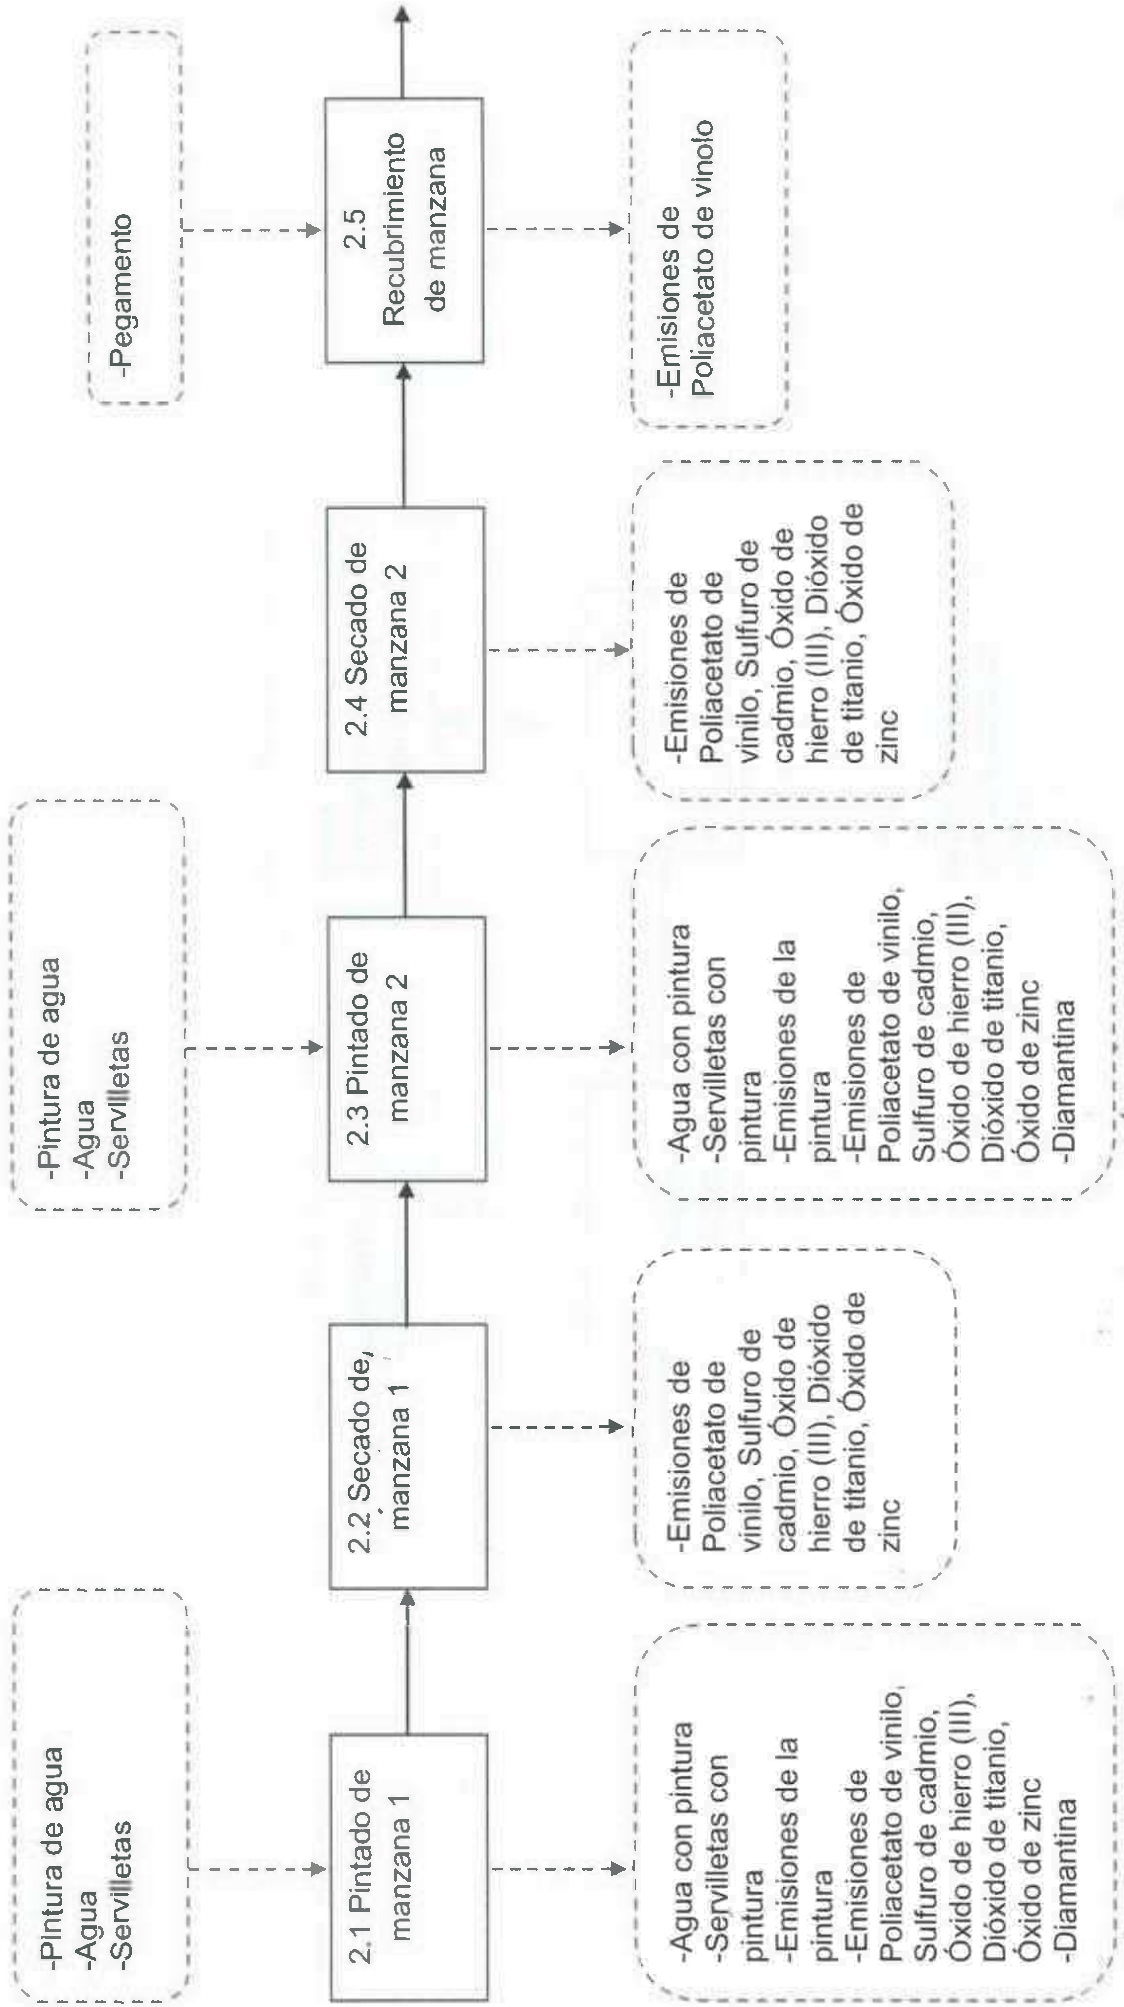 -Pintura de agua
-Agua
-Servilletas
-Pintura de agua
-Agua
-Servilletas
-Pegamento
2.1 Pintado de
manzana 1
2.2 Secado de
manzana 1
2.3 Pintado de
manzana 2
2.4 Secado de
manzana 2
2.5
Recubrimiento
de manzana
-Agua con pintura
-Servilletas con
pintura
-Emisiones de la
pintura
-Emisiones de
Poliacetato de vinilo,
Sulfuro de cadmio,
Óxido de hierro (III),
Dióxido de titanio,
Óxido de zinc
-Diamantina
-Emisiones de
Poliacetato de
vinilo, Sulfuro de
cadmio, Óxido de
hierro (III), Dióxido
de titanio, Óxido de
zinc
-Agua con pintura
-Servilletas con
pintura
-Emisiones de la
pintura
-Emisiones de
Poliacetato de vinilo,
Sulfuro de cadmio,
Óxido de hierro (III),
Dióxido de titanio,
Óxido de zinc
-Diamantina
-Emisiones de
Poliacetato de
vinilo, Sulfuro de
cadmio, Óxido de
hierro (III), Dióxido
de titanio, Óxido de
zinc
-Emisiones de
Poliacetato de vinolo